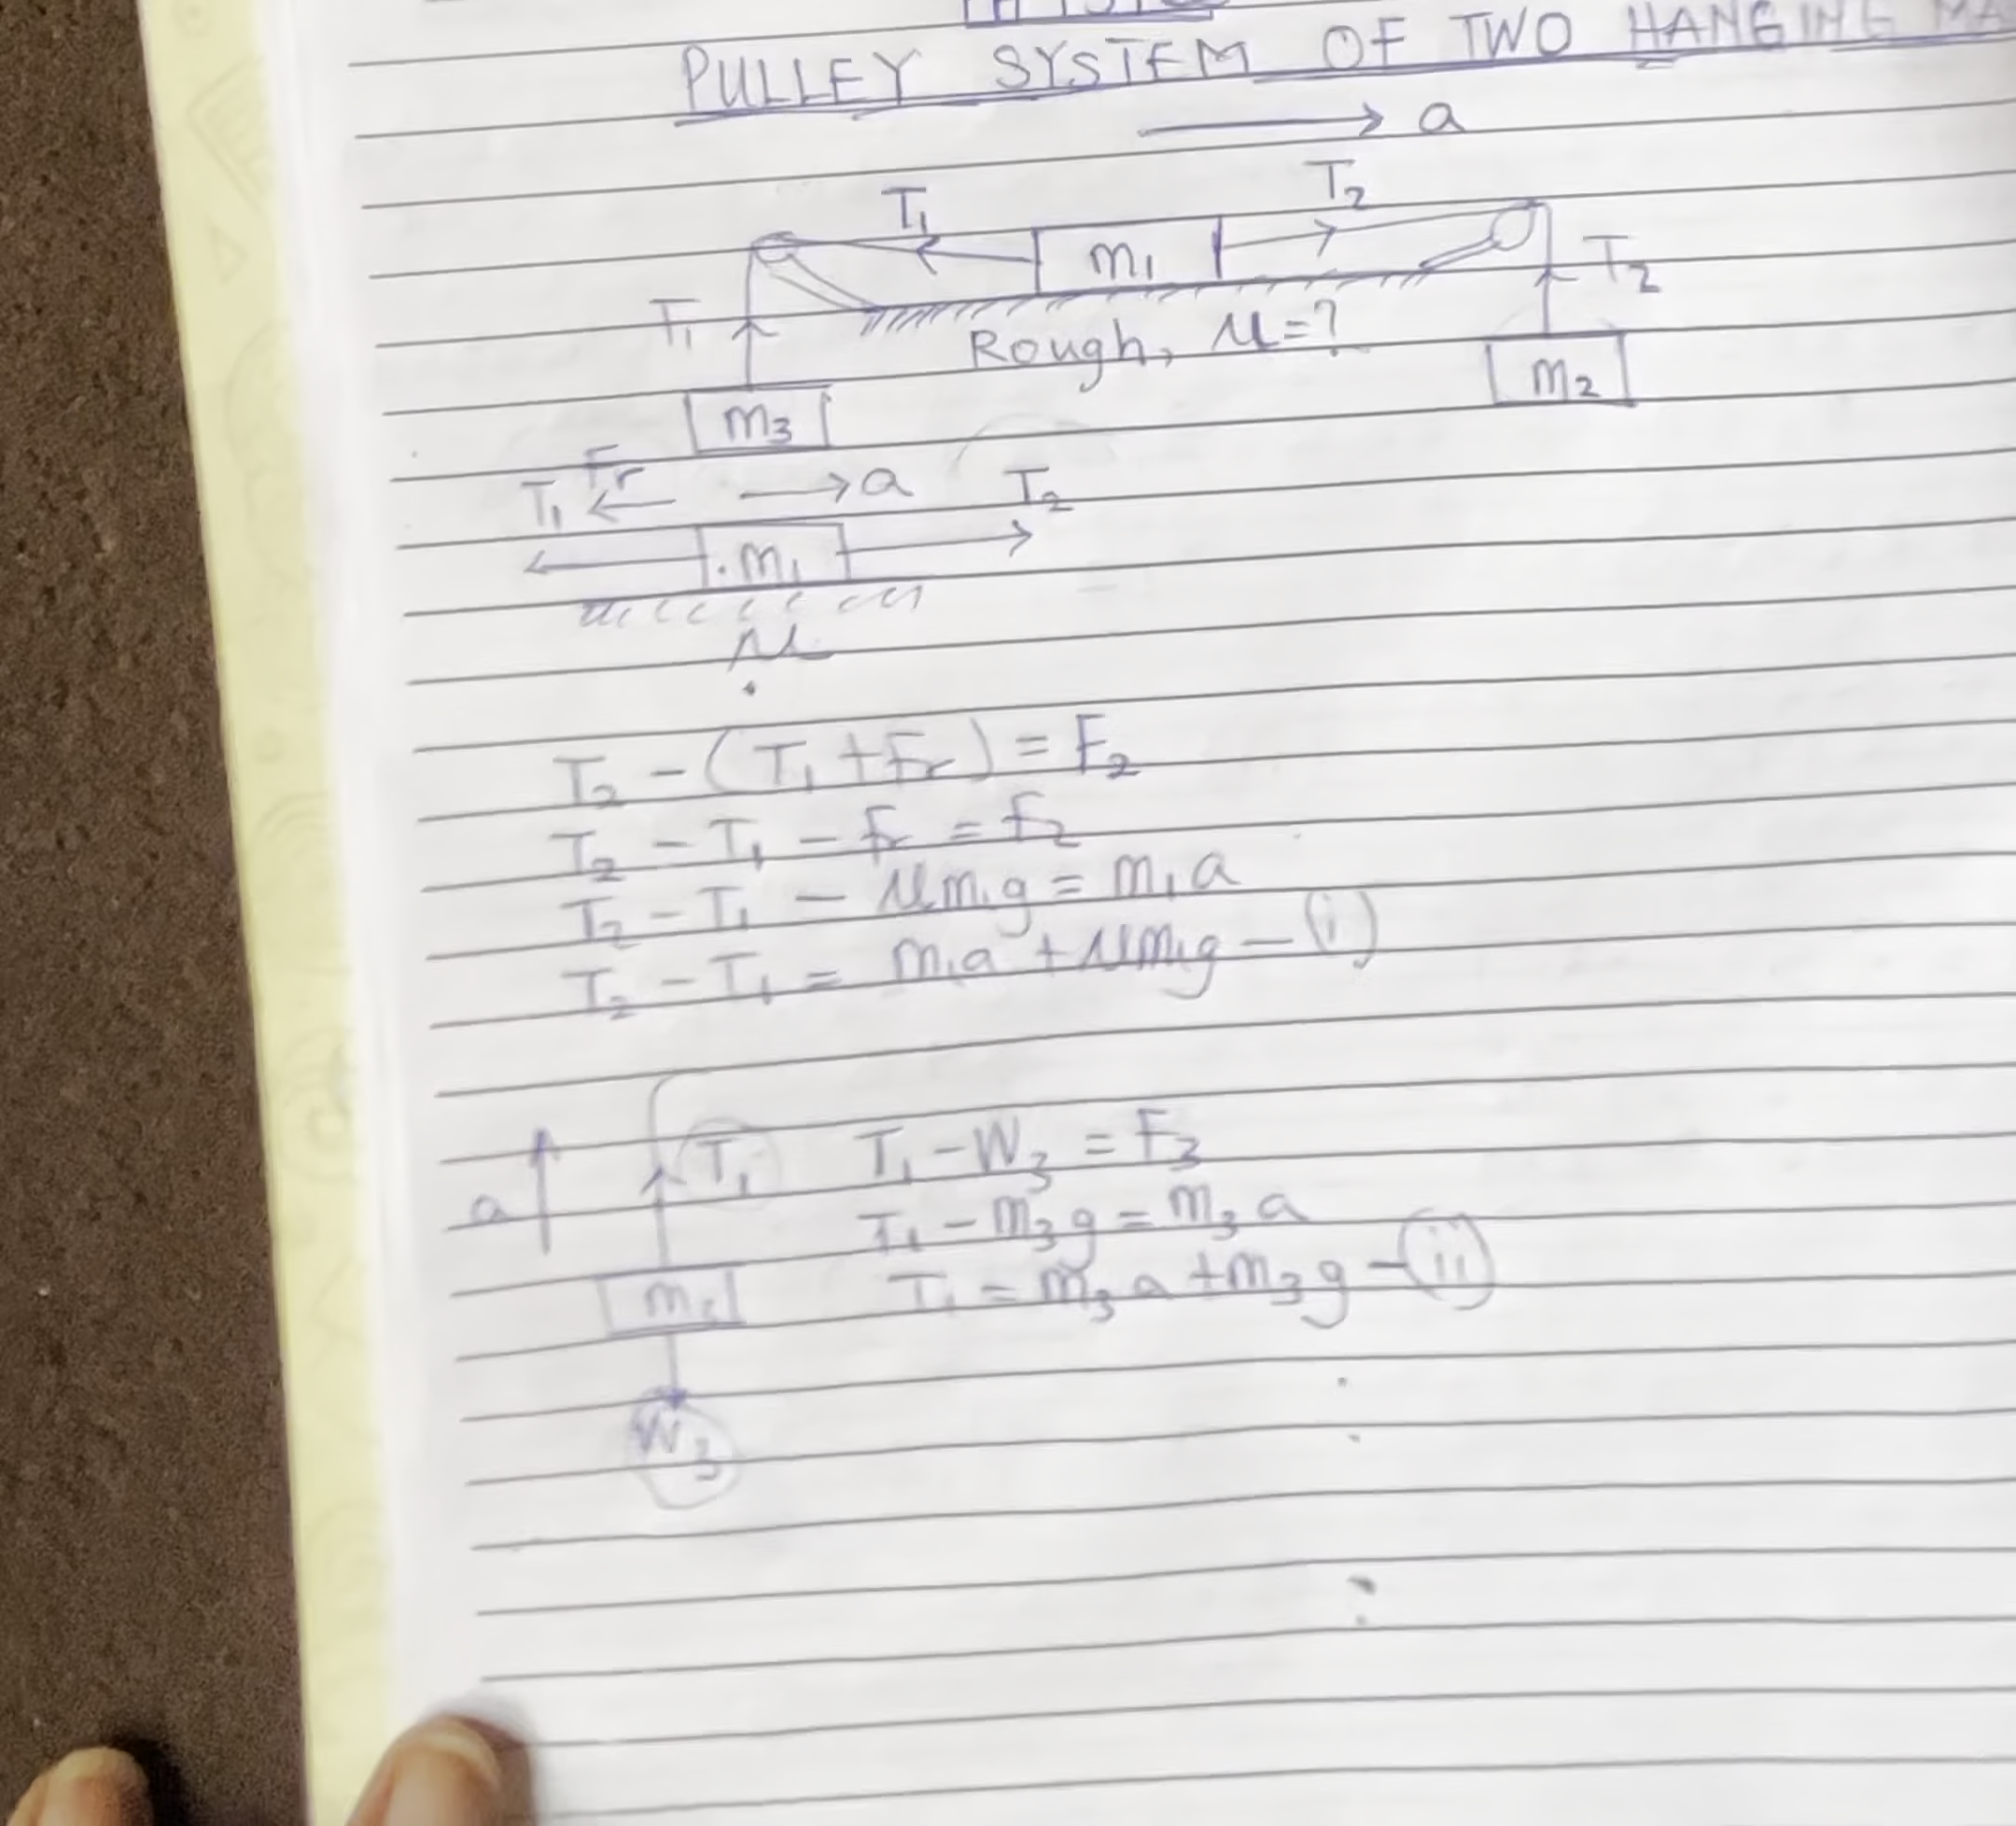 PULLEY SYSTEM OF TWO HANGING
a
T₁ T₂
m₁
T₂
T₁
Rough, μ=?
m₂
m₃
Fr
T₁ a T₂
m₁
μ
T₂ - (T₁ + Fr) = F₂
T₂ - T₁ - Fr = F₂
T₂ - T₁ - μm₁g = m₁a
T₂ - T₁ = m₁a + μm₁g - (i)
T₁ T₁ - W₃ = F₃
a T₁ - m₃g = m₃a
T₁ = m₃a + m₃g - (ii)
W₃